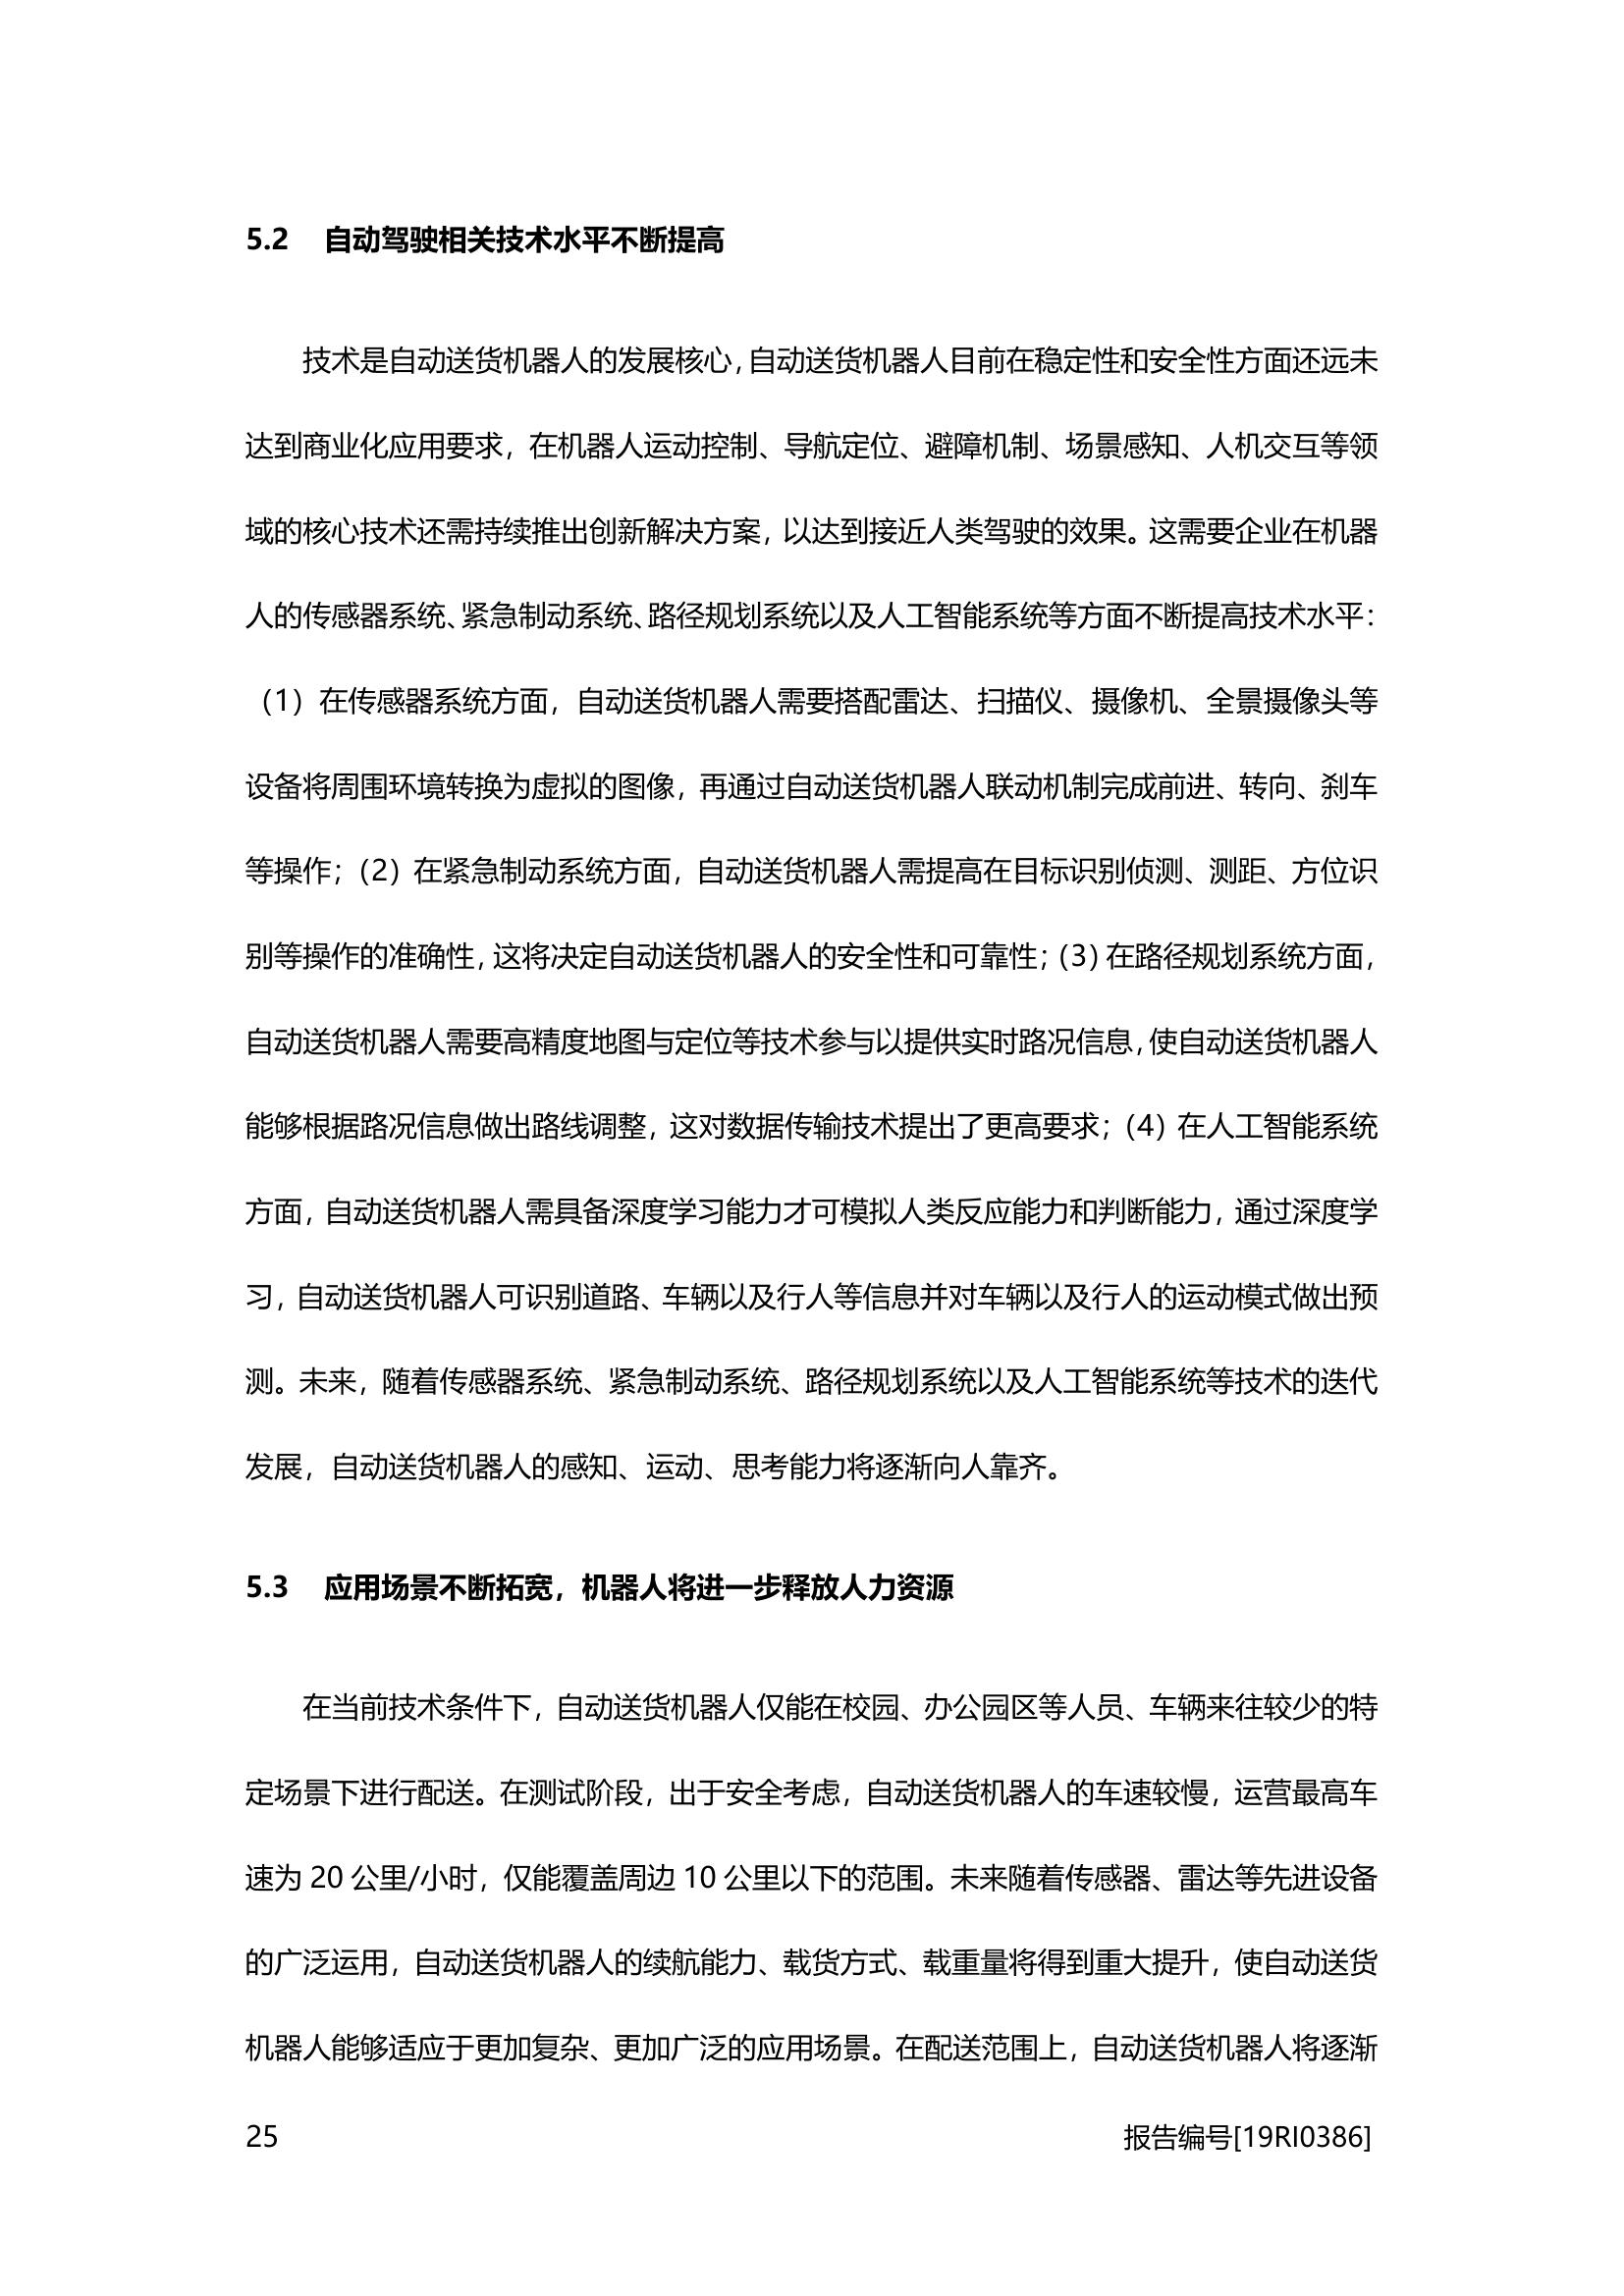 5.2 自动驾驶相关技术水平不断提高
技术是自动送货机器人的发展核心，自动送货机器人目前在稳定性和安全性方面还远未
达到商业化应用要求，在机器人运动控制、导航定位、避障机制、场景感知、人机交互等领
域的核心技术还需持续推出创新解决方案，以达到接近人类驾驶的效果。这需要企业在机器
人的传感器系统、紧急制动系统、路径规划系统以及人工智能系统等方面不断提高技术水平：
（1）在传感器系统方面，自动送货机器人需要搭配雷达、扫描仪、摄像机、全景摄像头等
设备将周围环境转换为虚拟的图像，再通过自动送货机器人联动机制完成前进、转向、刹车
等操作；（2）在紧急制动系统方面，自动送货机器人需提高在目标识别侦测、测距、方位识
别等操作的准确性，这将决定自动送货机器人的安全性和可靠性；（3）在路径规划系统方面，
自动送货机器人需要高精度地图与定位等技术参与以提供实时路况信息，使自动送货机器人
能够根据路况信息做出路线调整，这对数据传输技术提出了更高要求；（4）在人工智能系统
方面，自动送货机器人需具备深度学习能力才可模拟人类反应能力和判断能力，通过深度学
习，自动送货机器人可识别道路、车辆以及行人等信息并对车辆以及行人的运动模式做出预
测。未来，随着传感器系统、紧急制动系统、路径规划系统以及人工智能系统等技术的迭代
发展，自动送货机器人的感知、运动、思考能力将逐渐向人靠齐。
5.3 应用场景不断拓宽，机器人将进一步释放人力资源
在当前技术条件下，自动送货机器人仅能在校园、办公园区等人员、车辆来往较少的特
定场景下进行配送。在测试阶段，出于安全考虑，自动送货机器人的车速较慢，运营最高车
速为 20 公里/小时，仅能覆盖周边 10 公里以下的范围。未来随着传感器、雷达等先进设备
的广泛运用，自动送货机器人的续航能力、载货方式、载重量将得到重大提升，使自动送货
机器人能够适应于更加复杂、更加广泛的应用场景。在配送范围上，自动送货机器人将逐渐
25 报告编号[19RI0386]